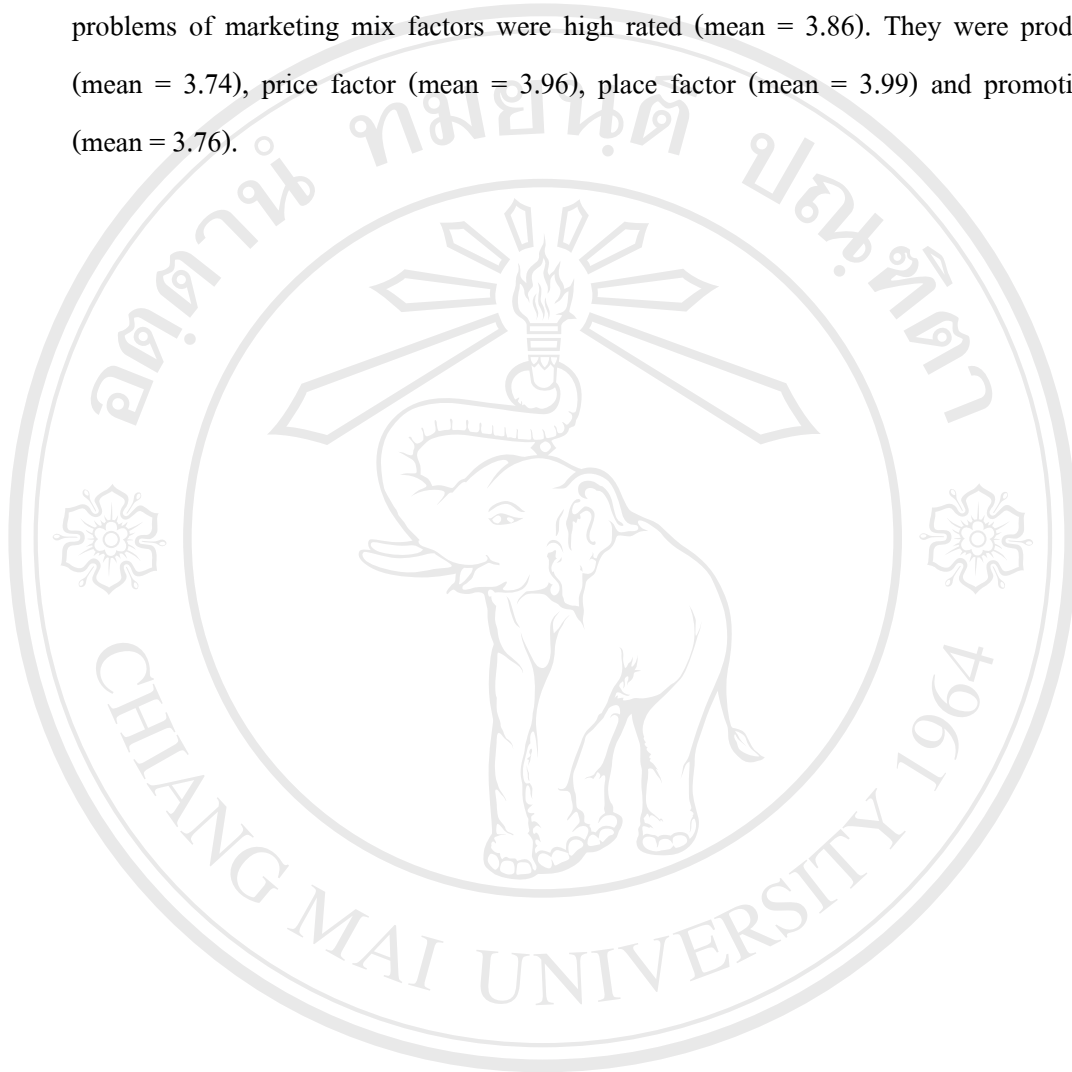 problems of marketing mix factors were high rated (mean = 3.86). They were prod
(mean = 3.74), price factor (mean = 3.96), place factor (mean = 3.99) and promoti
(mean = 3.76).
CHIANG MAI UNIVERSITY 1964